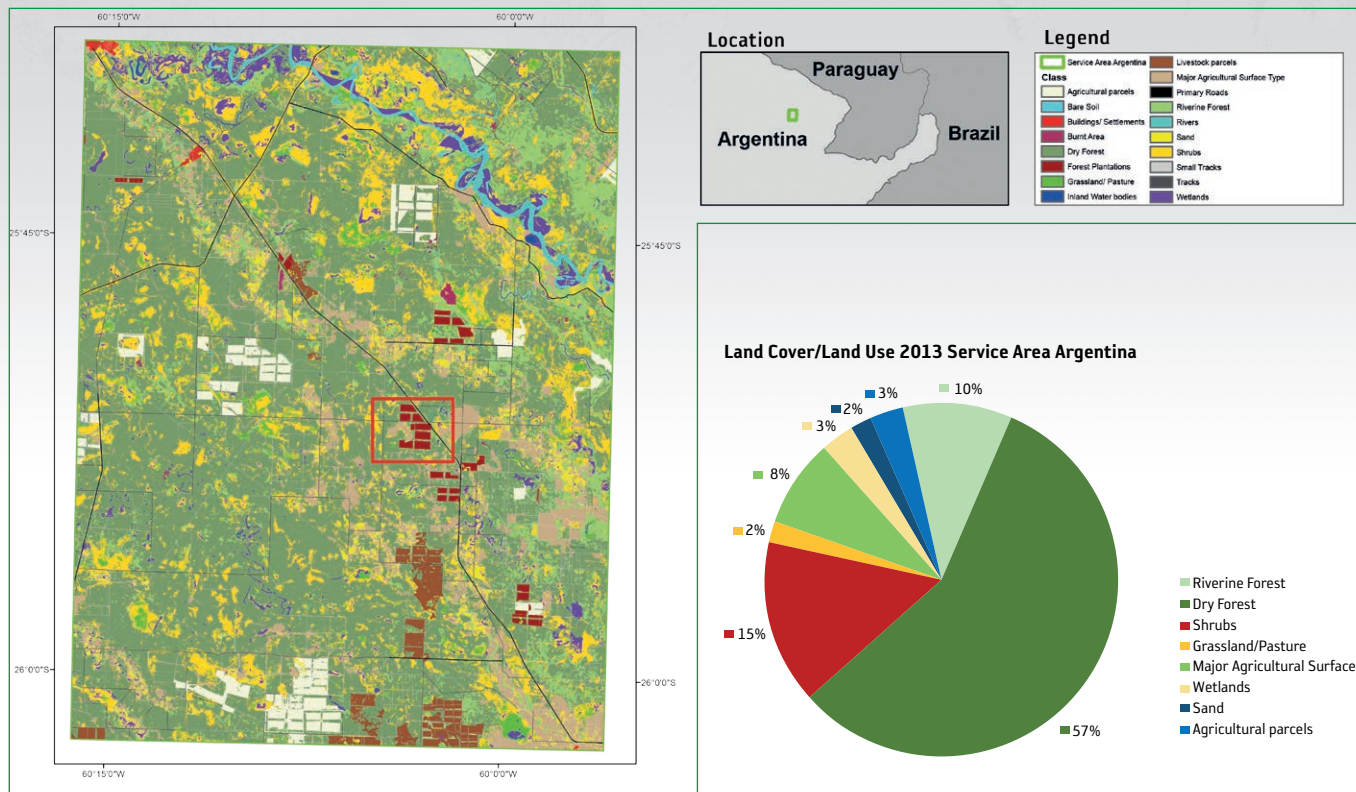 60°15'0"W
60°0'0"W
25°45'0"S
25°45'0"S
26°0'0"S
26°0'0"S
60°15'0"W
60°0'0"W
Location
Paraguay
Argentina
Brazil
Legend
Service Area Argentina
Class
Agricultural parcels
Bare Soil
Buildings/ Settlements
Burnt Area
Dry Forest
Forest Plantations
Grassland/ Pasture
Inland Water bodies
Livestock parcels
Major Agricultural Surface Type
Primary Roads
Riverine Forest
Rivers
Sand
Shrubs
Small Tracks
Tracks
Wetlands
Land Cover/Land Use 2013 Service Area Argentina
10%
3%
2%
3%
8%
2%
15%
57%
Riverine Forest
Dry Forest
Shrubs
Grassland/Pasture
Major Agricultural Surface
Wetlands
Sand
Agricultural parcels